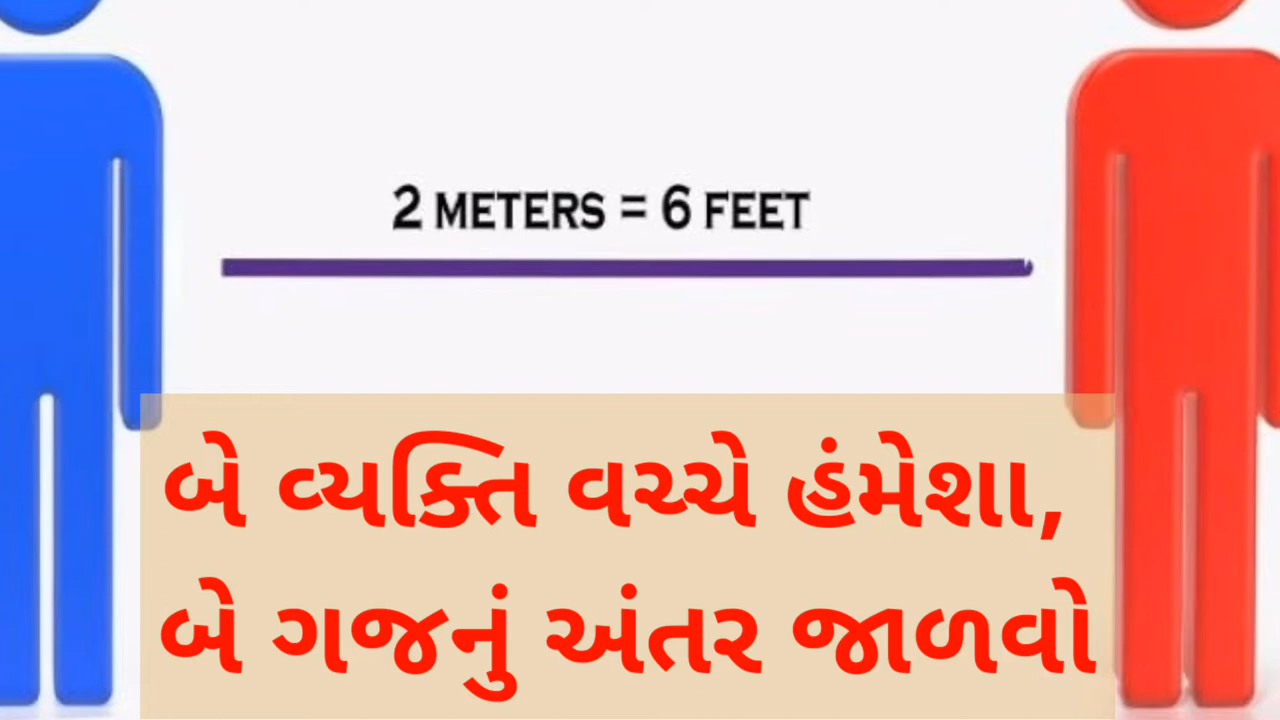 2 METERS = 6 FEET
બે વ્યક્તિ વચ્ચે હંમેશા,
બે ગજનું અંતર જાળવો